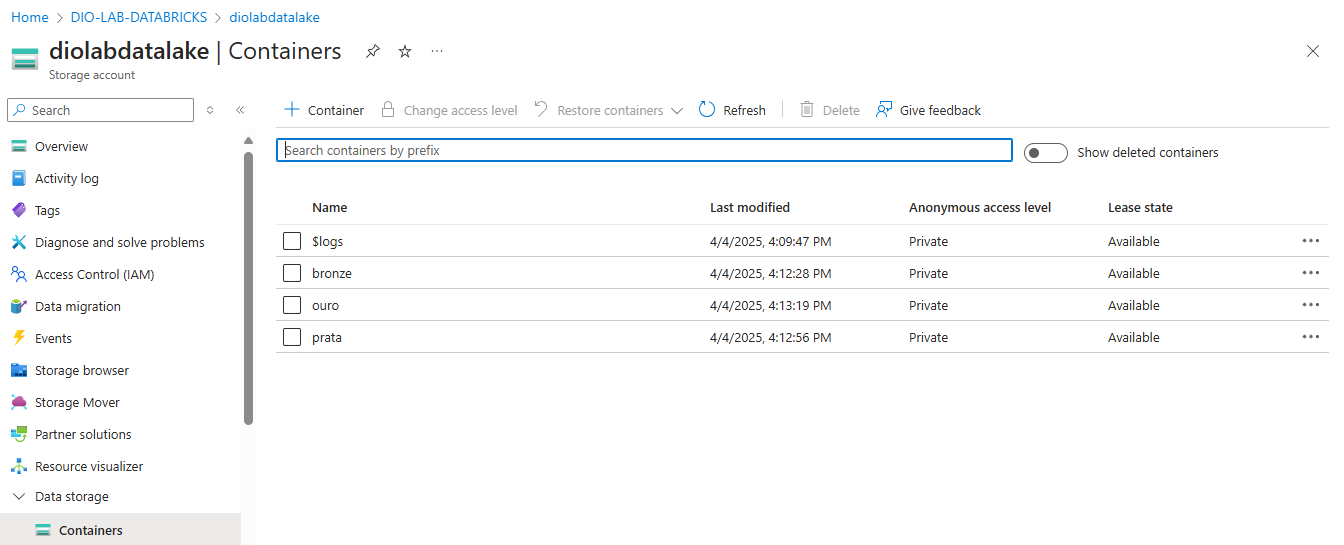 Home > DIO-LAB-DATABRICKS > diolabdatalake
diolabdatalake | Containers
Storage account
Search
Container Change access level Restore containers Refresh Delete Give feedback
Search containers by prefix
Show deleted containers
Overview
Activity log
Tags
Diagnose and solve problems
Access Control (IAM)
Data migration
Events
Storage browser
Storage Mover
Partner solutions
Resource visualizer
Data storage
Containers
Name Last modified Anonymous access level Lease state
$logs 4/4/2025, 4:09:47 PM Private Available
bronze 4/4/2025, 4:12:28 PM Private Available
ouro 4/4/2025, 4:13:19 PM Private Available
prata 4/4/2025, 4:12:56 PM Private Available